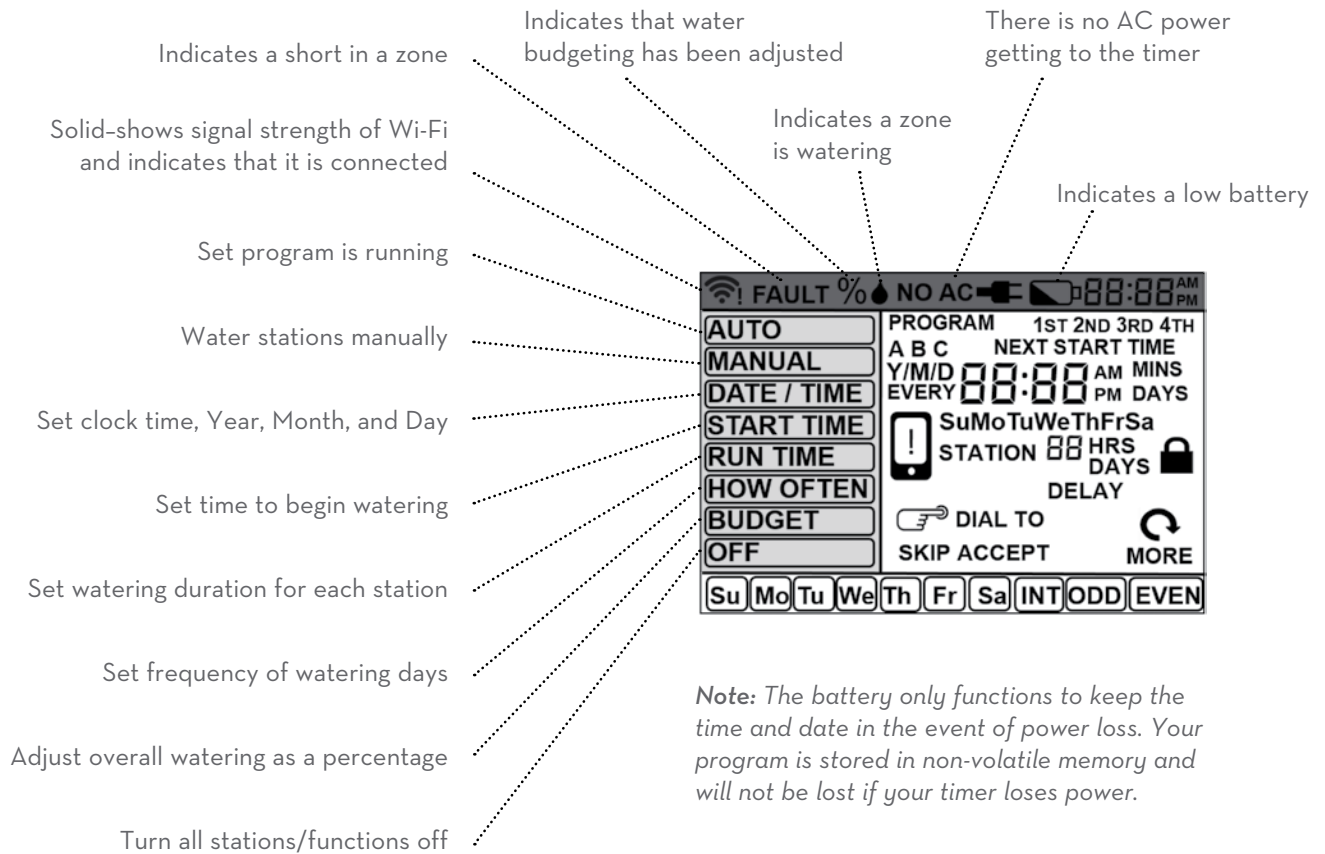 Indicates that water
budgeting has been adjusted
There is no AC power
getting to the timer
Indicates a short in a zone
Indicates a zone
is watering
Solid–shows signal strength of Wi-Fi
and indicates that it is connected
Indicates a low battery
Set program is running
Water stations manually
Set clock time, Year, Month, and Day
Set time to begin watering
Set watering duration for each station
Set frequency of watering days
Adjust overall watering as a percentage
Turn all stations/functions off
! FAULT % NO AC 88:88 AM PM
AUTO
MANUAL
DATE / TIME
START TIME
RUN TIME
HOW OFTEN
BUDGET
OFF
PROGRAM 1ST 2ND 3RD 4TH
A B C NEXT START TIME
Y/M/D 88:88 AM MINS
EVERY PM DAYS
SuMoTuWeThFrSa
! STATION 88 HRS
DAYS
DELAY
DIAL TO
SKIP ACCEPT MORE
Su Mo Tu We Th Fr Sa INT ODD EVEN
Note: The battery only functions to keep the
time and date in the event of power loss. Your
program is stored in non-volatile memory and
will not be lost if your timer loses power.